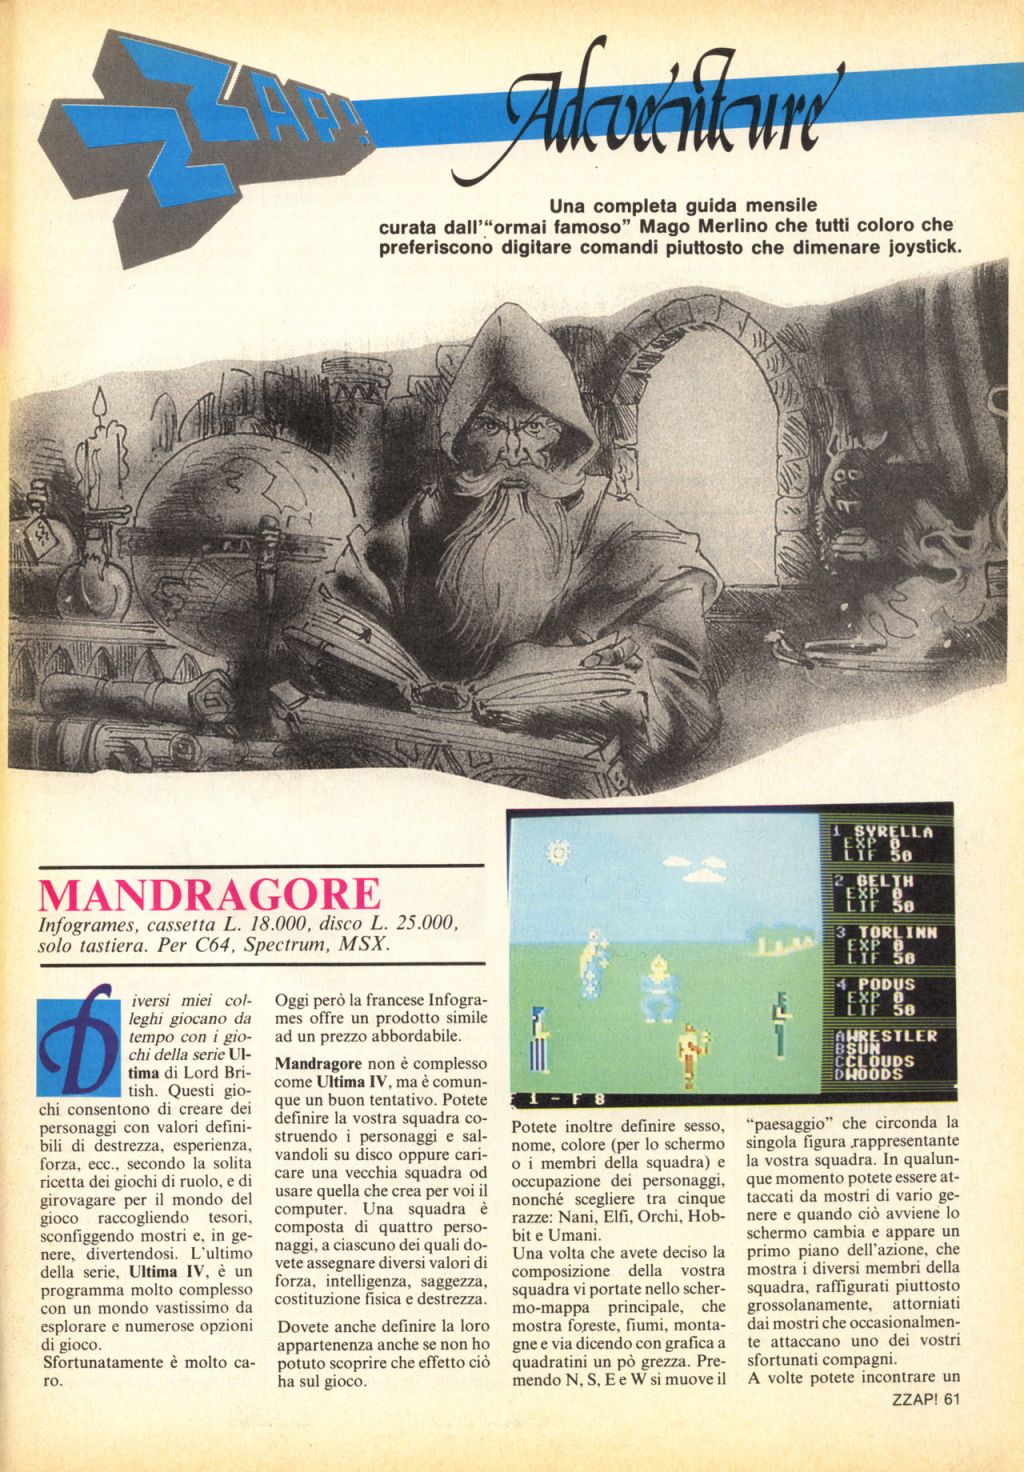 ZZAP!
Adventure
Una completa guida mensile
curata dall'“ormai famoso” Mago Merlino che tutti coloro che
preferiscono digitare comandi piuttosto che dimenare joystick.
MANDRAGORE
Infogrames, cassetta L. 18.000, disco L. 25.000,
solo tastiera. Per C64, Spectrum, MSX.
Diversi miei col-
leghi giocano da
tempo con i gio-
chi della serie Ul-
tima di Lord Bri-
tish. Questi gio-
chi consentono di creare dei
personaggi con valori defini-
bili di destrezza, esperienza,
forza, ecc., secondo la solita
ricetta dei giochi di ruolo, e di
girovagare per il mondo del
gioco raccogliendo tesori,
sconfiggendo mostri e, in ge-
nere, divertendosi. L'ultimo
della serie, Ultima IV, è un
programma molto complesso
con un mondo vastissimo da
esplorare e numerose opzioni
di gioco.
Sfortunatamente è molto ca-
ro.
Oggi però la francese Infogra-
mes offre un prodotto simile
ad un prezzo abbordabile.
Mandragore non è complesso
come Ultima IV, ma è comun-
que un buon tentativo. Potete
definire la vostra squadra co-
struendo i personaggi e sal-
vandoli su disco oppure cari-
care una vecchia squadra od
usare quella che crea per voi il
computer. Una squadra è
composta di quattro perso-
naggi, a ciascuno dei quali do-
vete assegnare diversi valori di
forza, intelligenza, saggezza,
costituzione fisica e destrezza.
Dovete anche definire la loro
appartenenza anche se non ho
potuto scoprire che effetto ciò
ha sul gioco.
1 SYRELLA
EXP 0
LIF 50
2 GELTH
EXP 0
LIF 50
3 TORLINN
EXP 0
LIF 50
4 PODUS
EXP 0
LIF 50
AWRESTLER
BSUN
CCLOUDS
DWOODS
F1-F8
Potete inoltre definire sesso,
nome, colore (per lo schermo
o i membri della squadra) e
occupazione dei personaggi,
nonché scegliere tra cinque
razze: Nani, Elfi, Orchi, Hob-
bit e Umani.
Una volta che avete deciso la
composizione della vostra
squadra vi portate nello scher-
mo-mappa principale, che
mostra foreste, fiumi, monta-
gne e via dicendo con grafica a
quadratini un pò grezza. Pre-
mendo N, S, E e W si muove il
“paesaggio” che circonda la
singola figura rappresentante
la vostra squadra. In qualun-
que momento potete essere at-
taccati da mostri di vario ge-
nere e quando ciò avviene lo
schermo cambia e appare un
primo piano dell'azione, che
mostra i diversi membri della
squadra, raffigurati piuttosto
grossolanamente, attorniati
dai mostri che occasionalmen-
te attaccano uno dei vostri
sfortunati compagni.
A volte potete incontrare un
ZZAP! 61